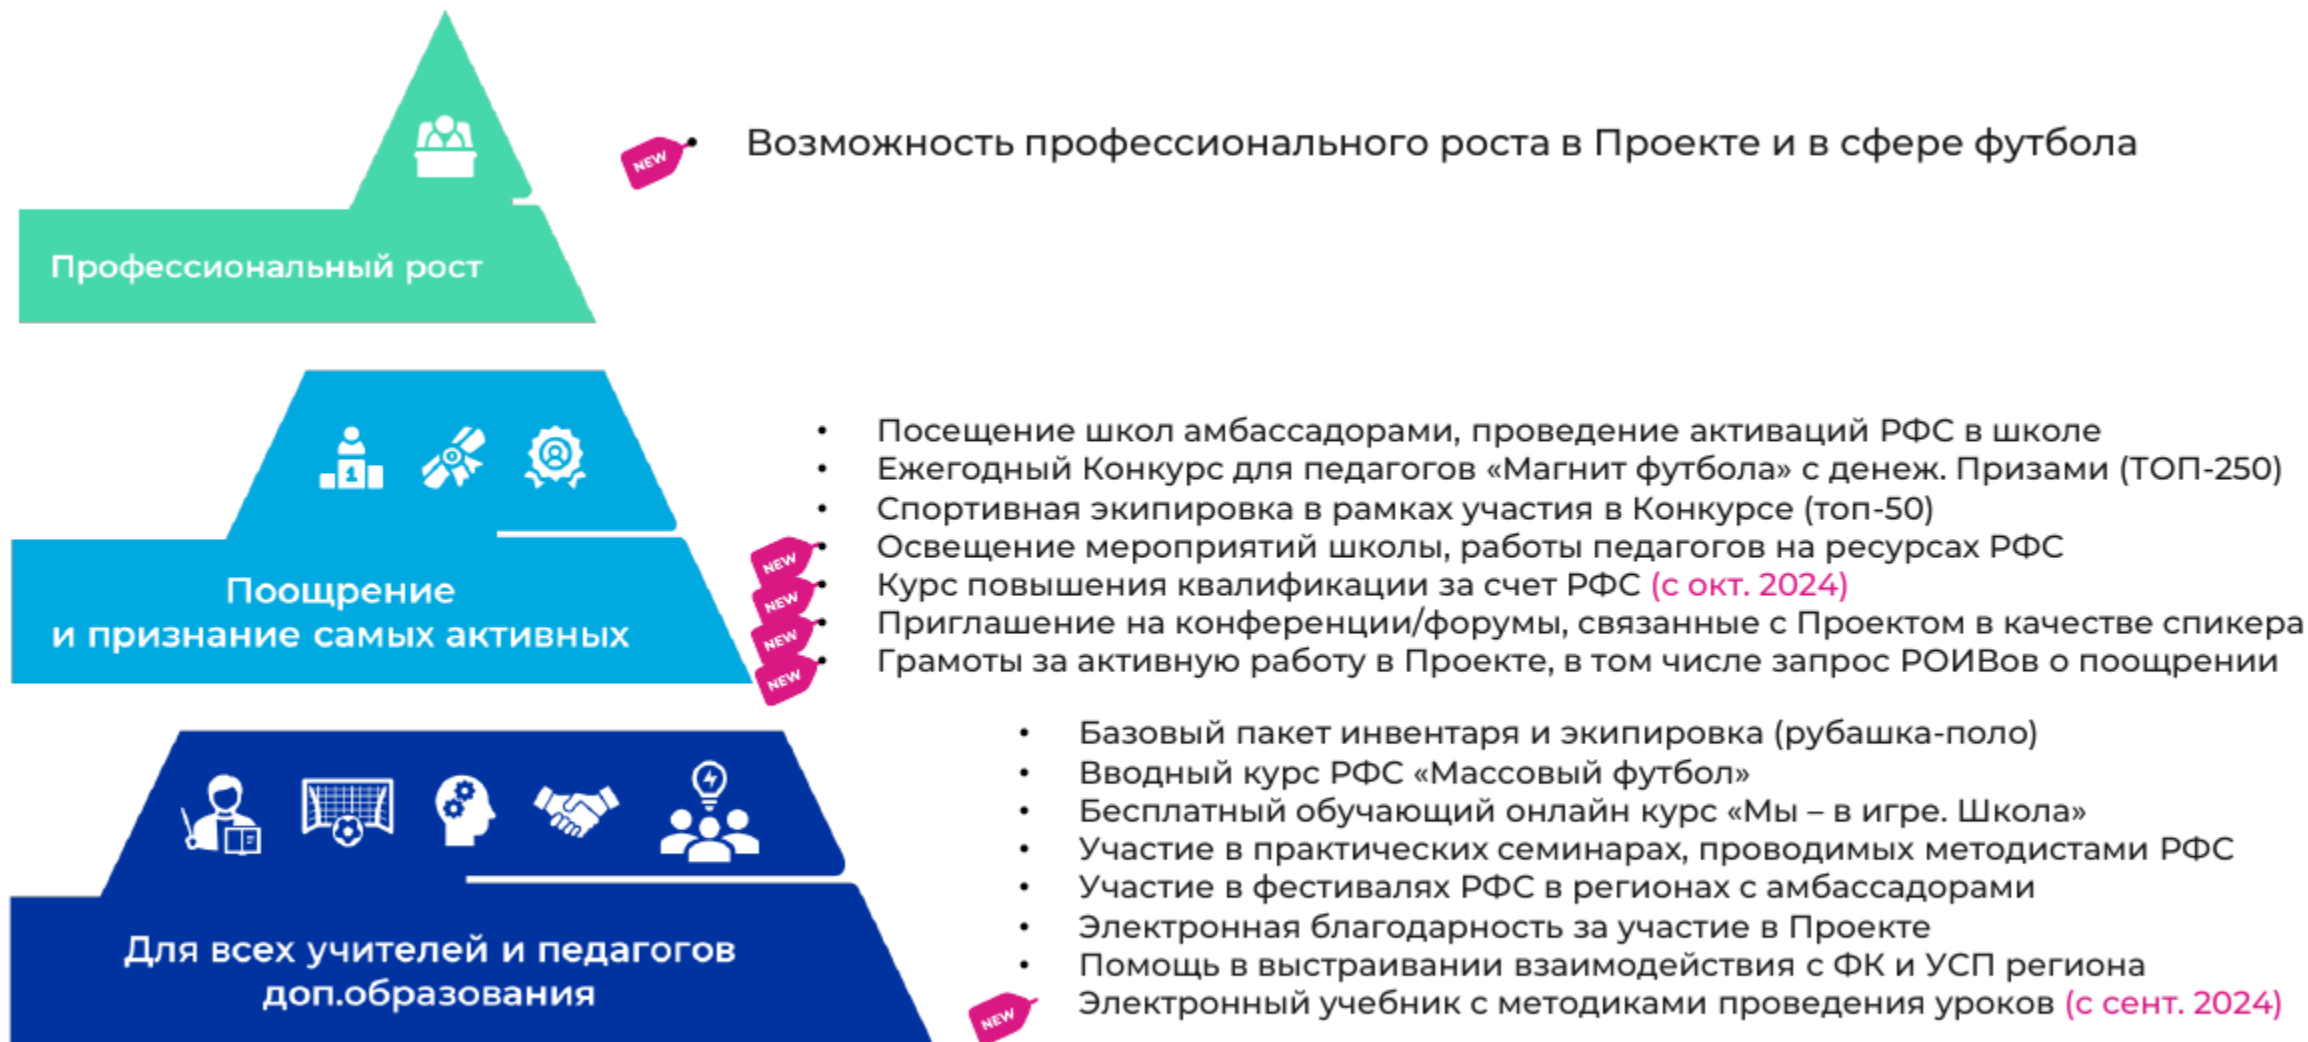 NEW
• Возможность профессионального роста в Проекте и в сфере футбола
Профессиональный рост
1
Поощрение
и признание самых активных
• Посещение школ амбассадорами, проведение активаций РФС в школе
• Ежегодный Конкурс для педагогов «Магнит футбола» с денеж. Призами (ТОП-250)
• Спортивная экипировка в рамках участия в Конкурсе (топ-50)
NEW • Освещение мероприятий школы, работы педагогов на ресурсах РФС
NEW • Курс повышения квалификации за счет РФС (с окт. 2024)
NEW • Приглашение на конференции/форумы, связанные с Проектом в качестве спикера
NEW • Грамоты за активную работу в Проекте, в том числе запрос РОИВов о поощрении
Для всех учителей и педагогов
доп.образования
• Базовый пакет инвентаря и экипировка (рубашка-поло)
• Вводный курс РФС «Массовый футбол»
• Бесплатный обучающий онлайн курс «Мы – в игре. Школа»
• Участие в практических семинарах, проводимых методистами РФС
• Участие в фестивалях РФС в регионах с амбассадорами
• Электронная благодарность за участие в Проекте
• Помощь в выстраивании взаимодействия с ФК и УСП региона
NEW Электронный учебник с методиками проведения уроков (с сент. 2024)